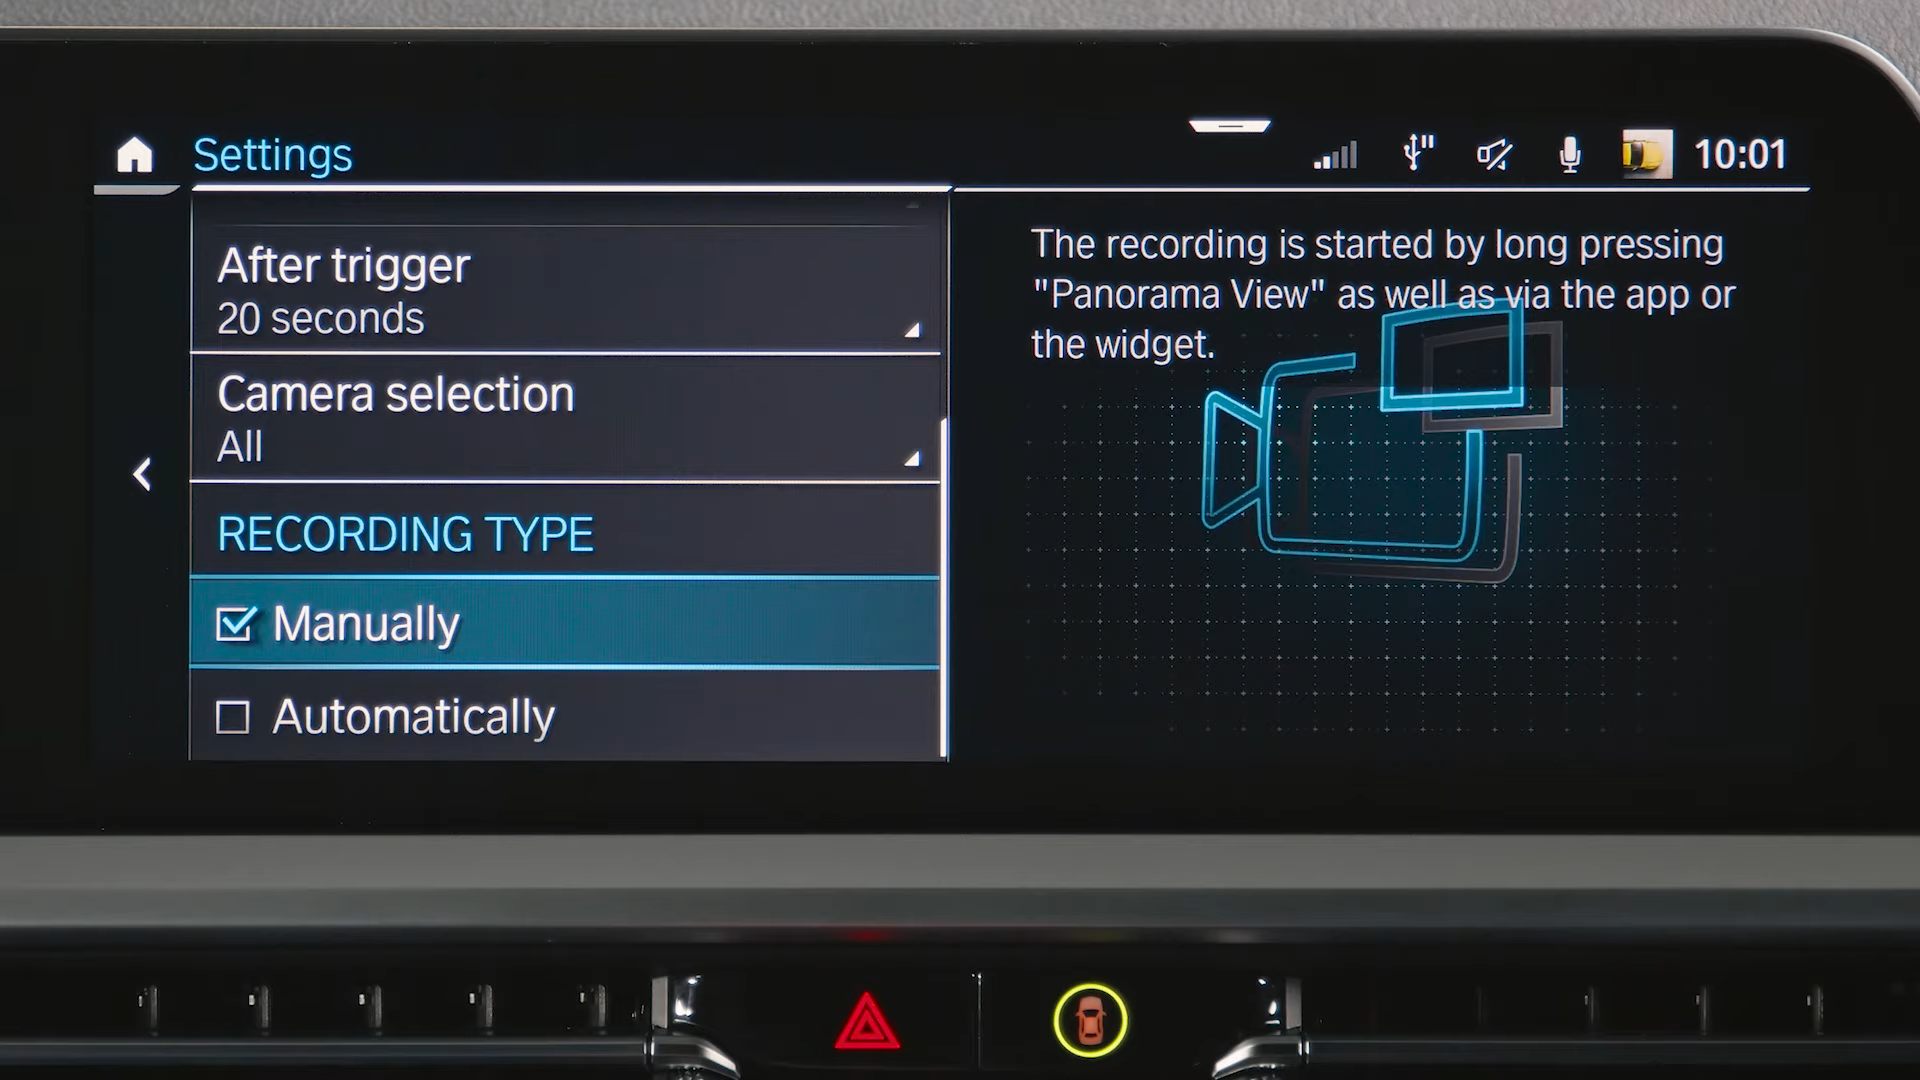 Settings
10:01
After trigger
20 seconds
Camera selection
All
RECORDING TYPE
Manually
Automatically
The recording is started by long pressing
"Panorama View" as well as via the app or
the widget.